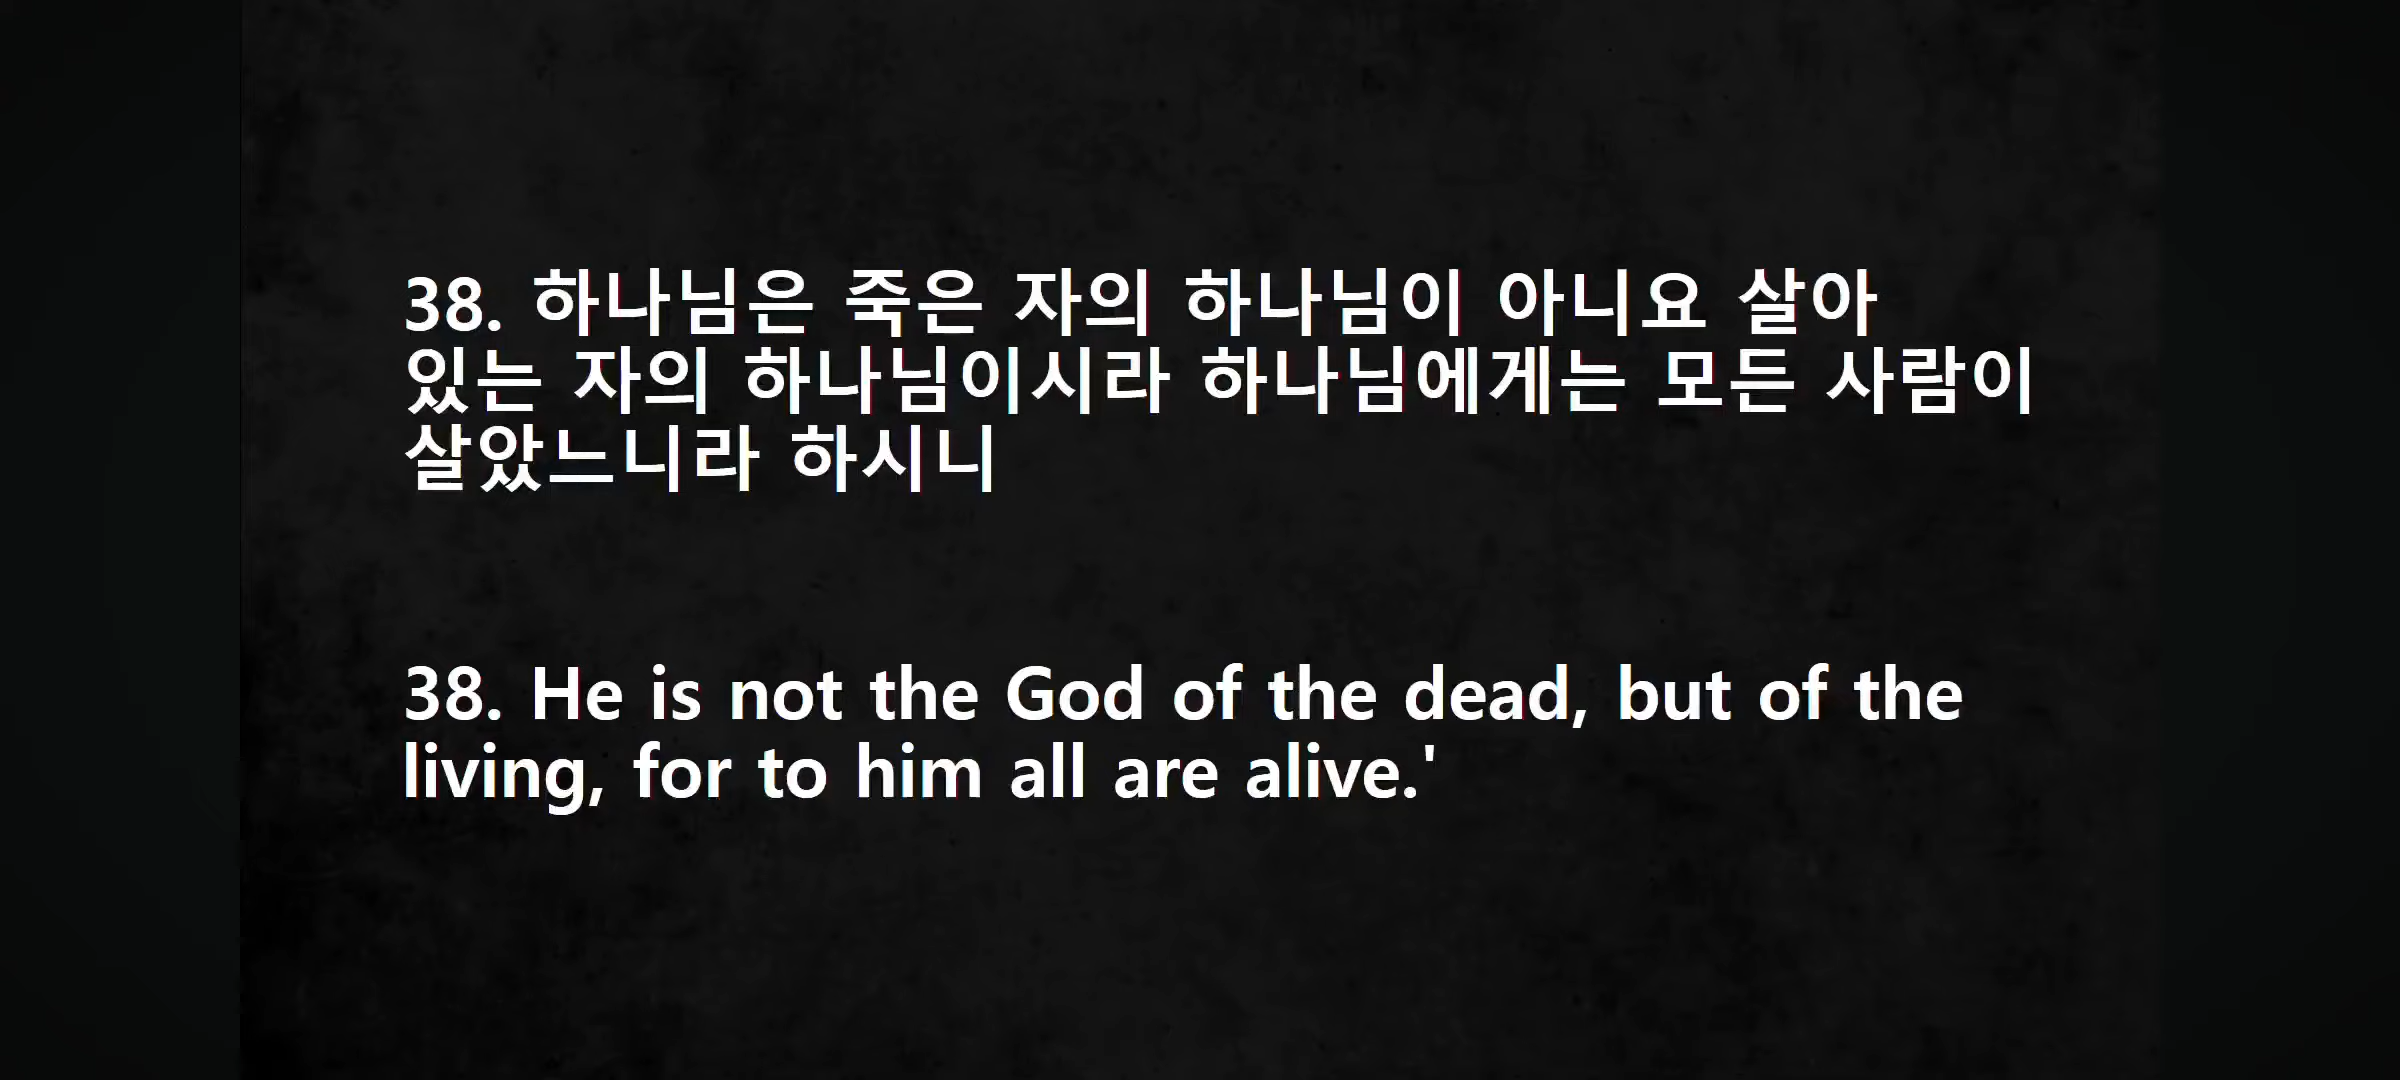 38. 하나님은 죽은 자의 하나님이 아니요 살아
있는 자의 하나님이시라 하나님에게는 모든 사람이
살았느니라 하시니
38. He is not the God of the dead, but of the
living, for to him all are alive.'